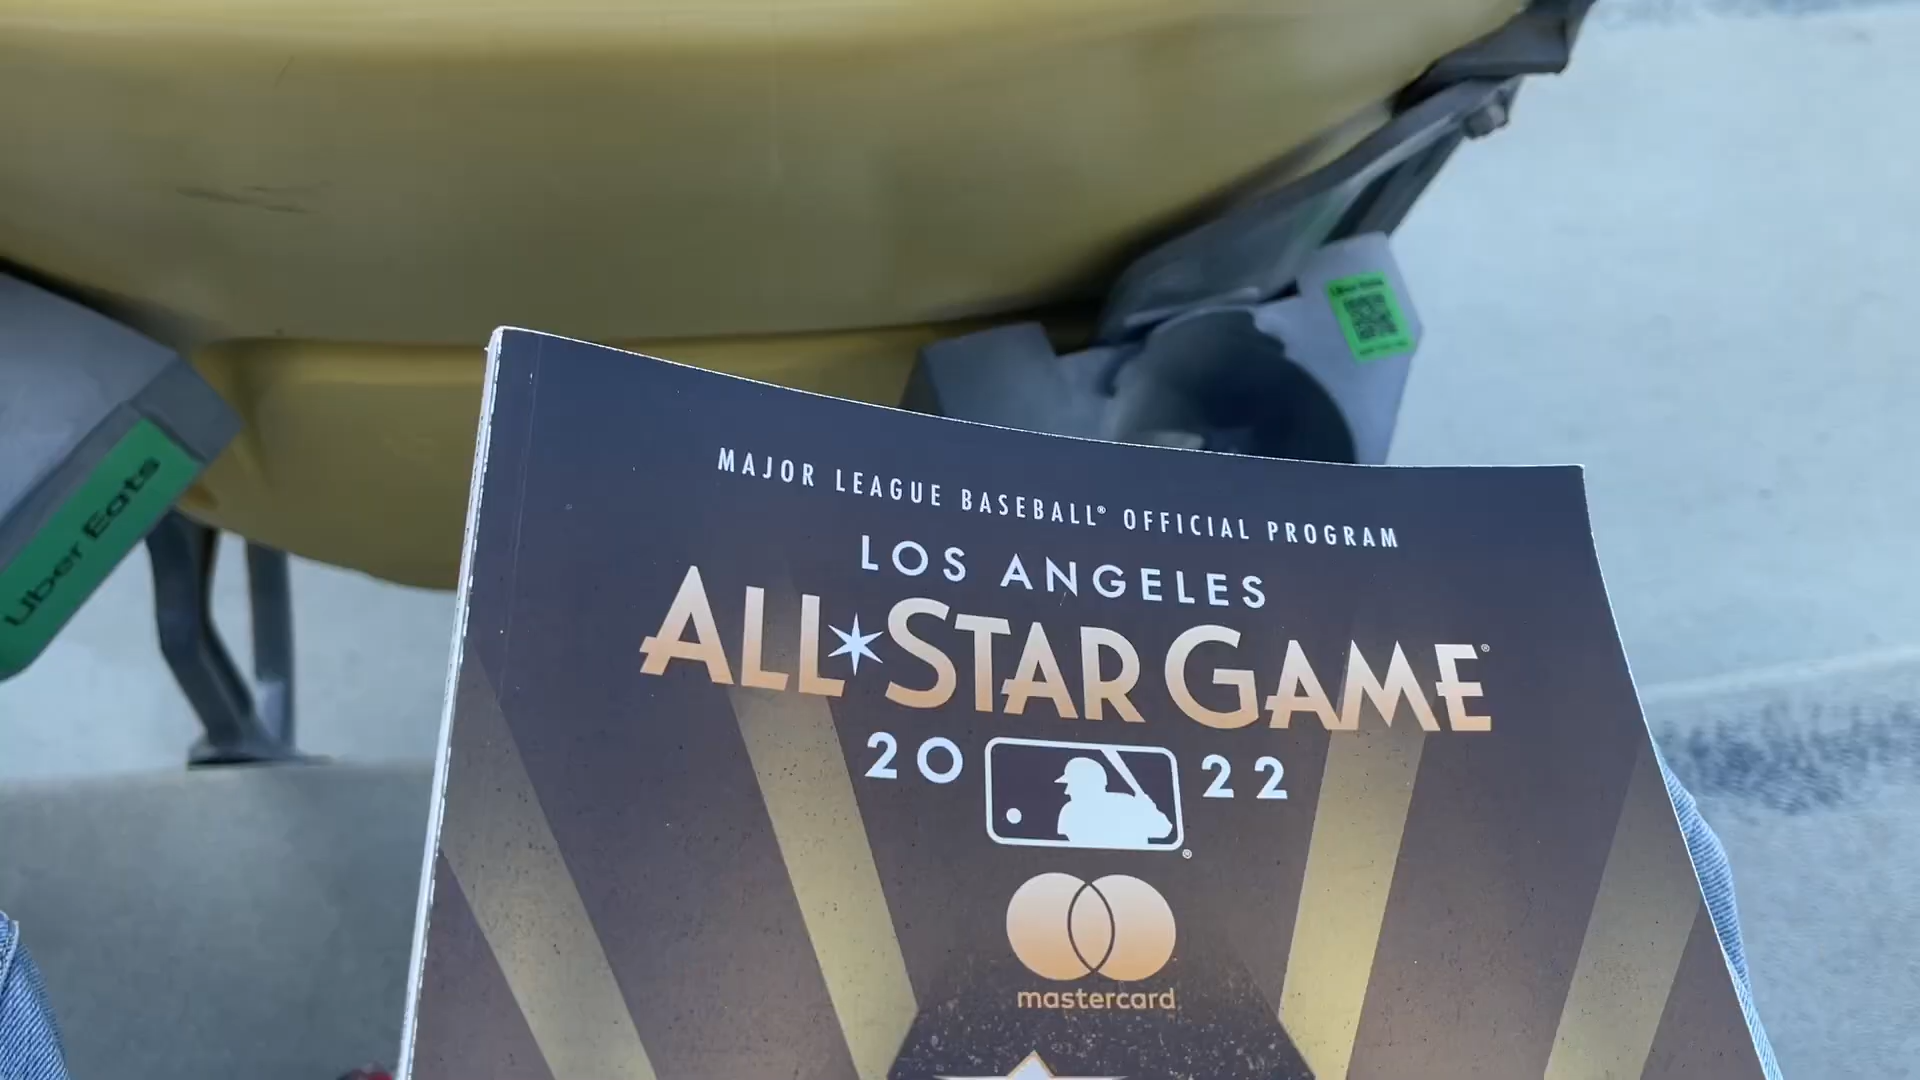 MAJOR LEAGUE BASEBALL® OFFICIAL PROGRAM
LOS ANGELES
ALL★STAR GAME®
20 22
®
mastercard
Uber Eats